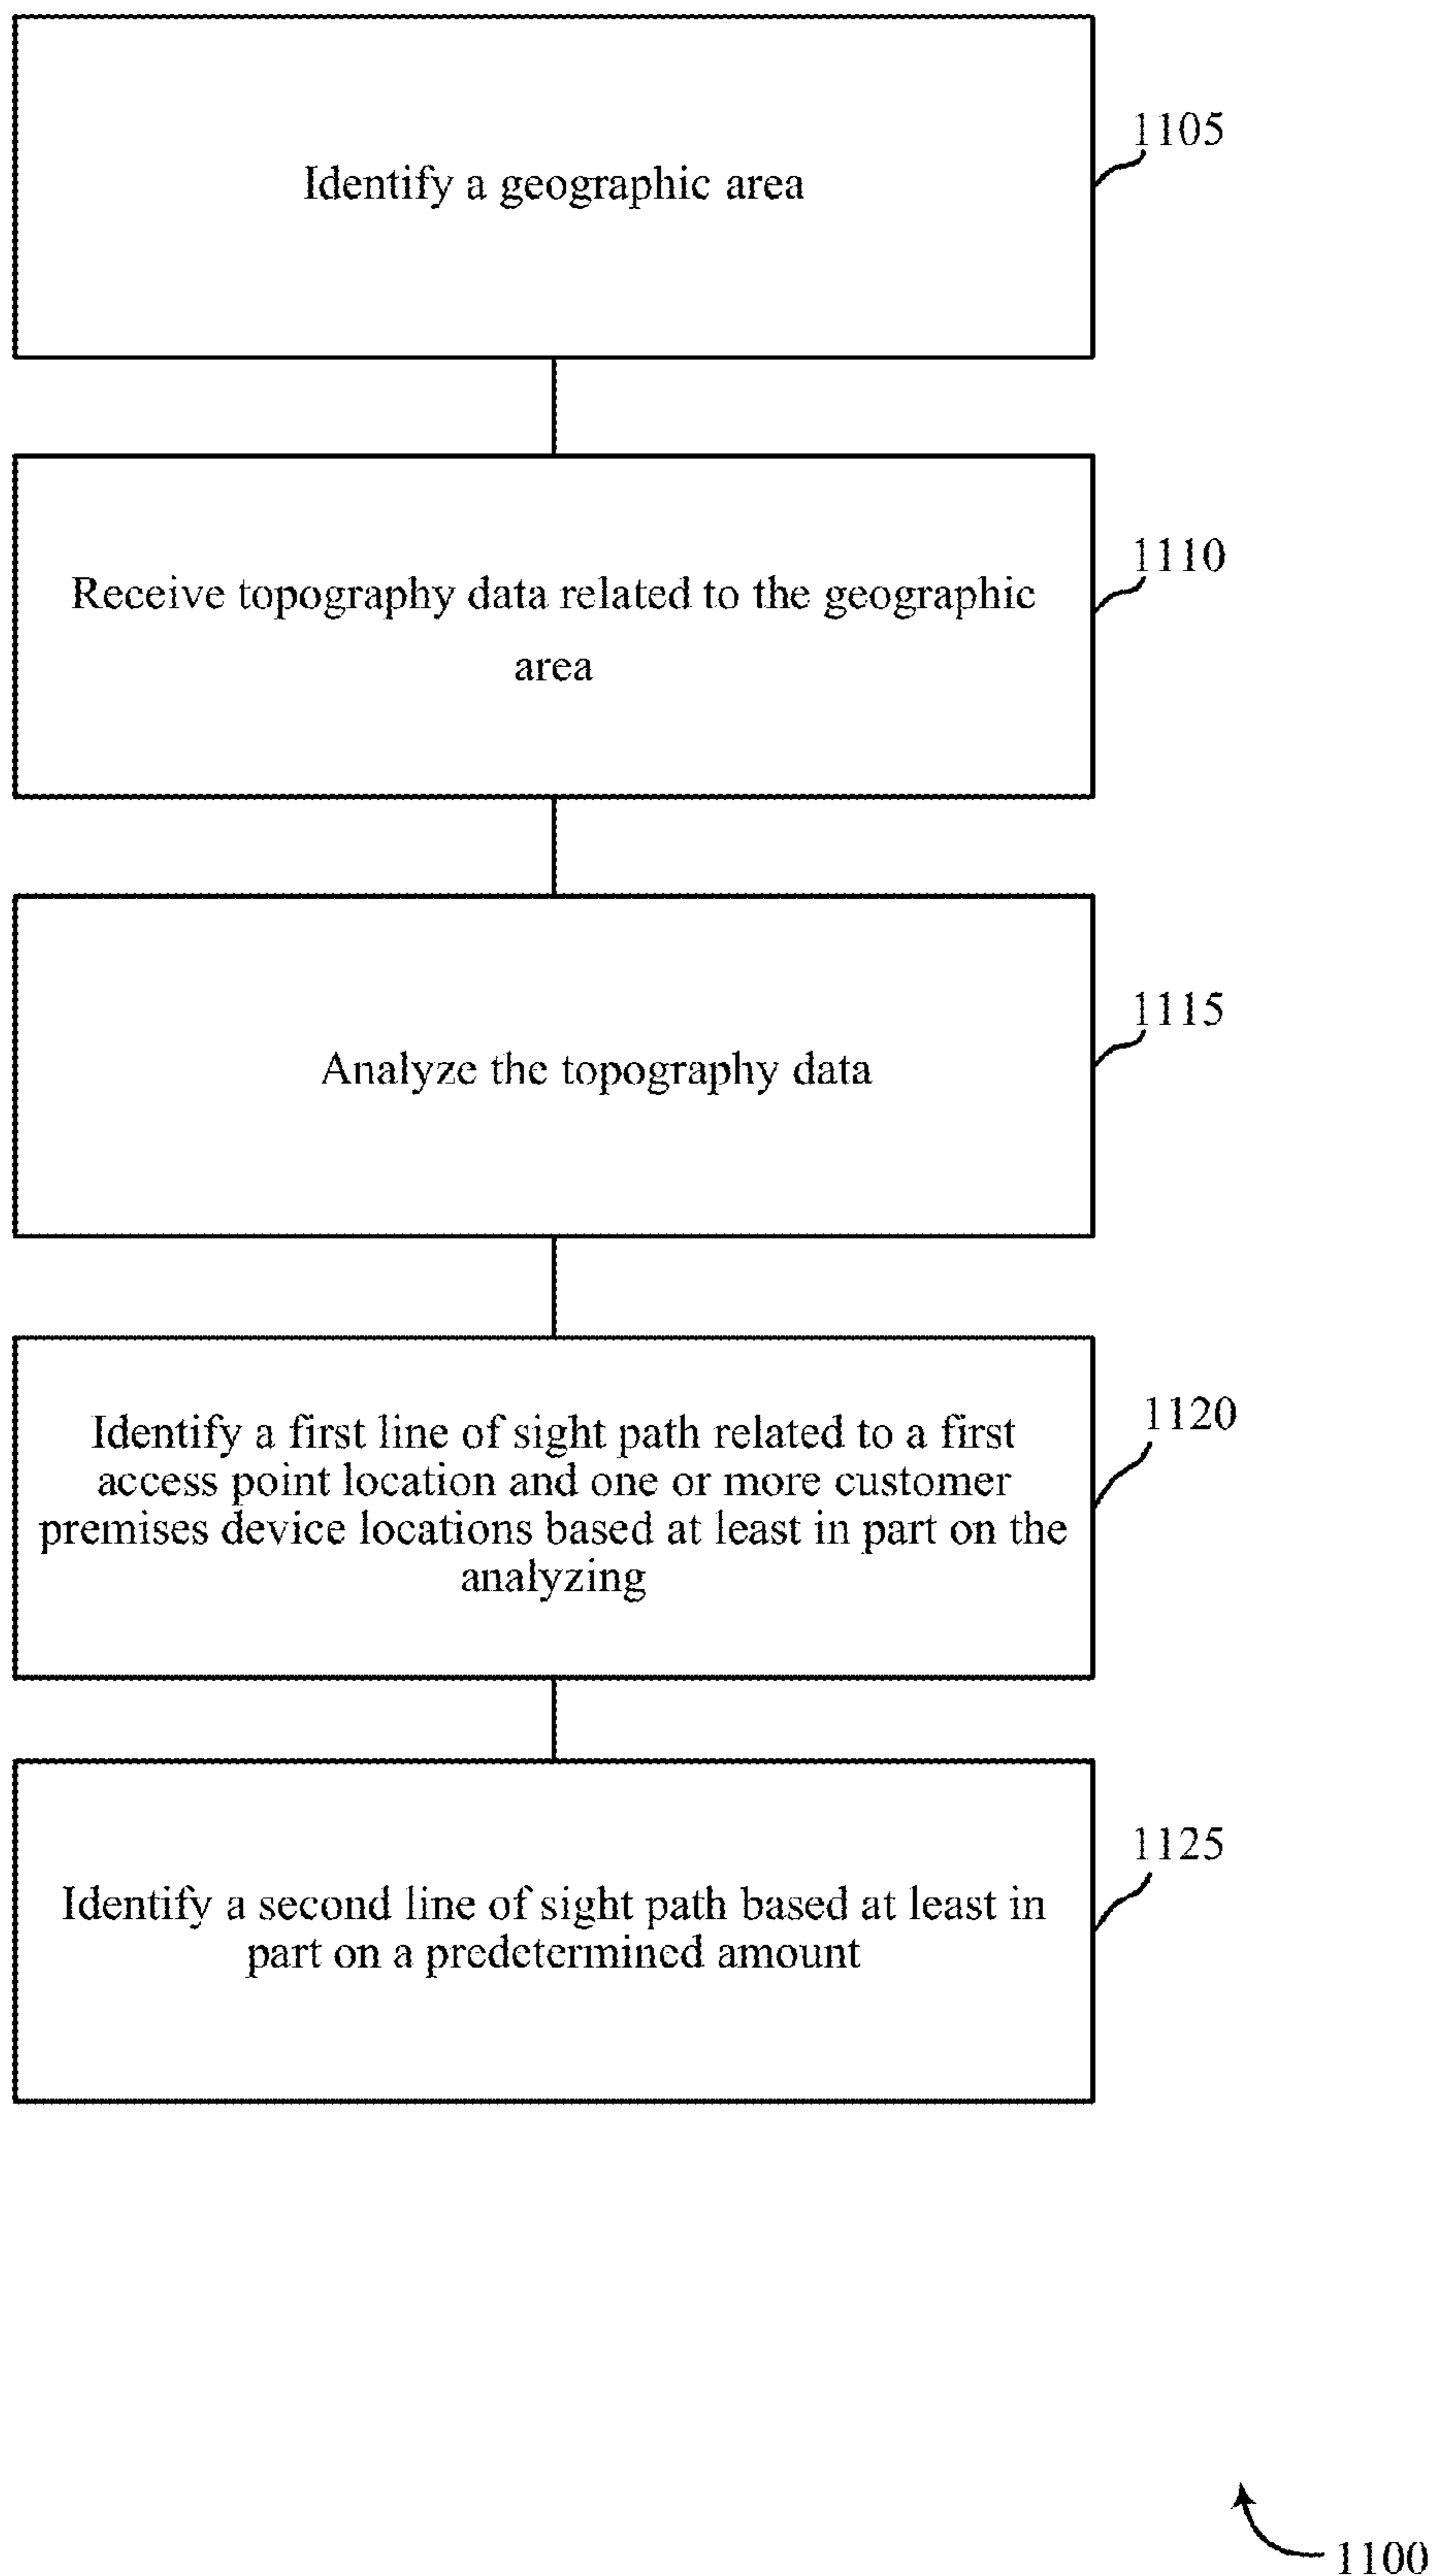 Identify a geographic area
1105
Receive topography data related to the geographic
area
1110
Analyze the topography data
1115
Identify a first line of sight path related to a first
access point location and one or more customer
premises device locations based at least in part on the
analyzing
1120
Identify a second line of sight path based at least in
part on a predetermined amount
1125
1100